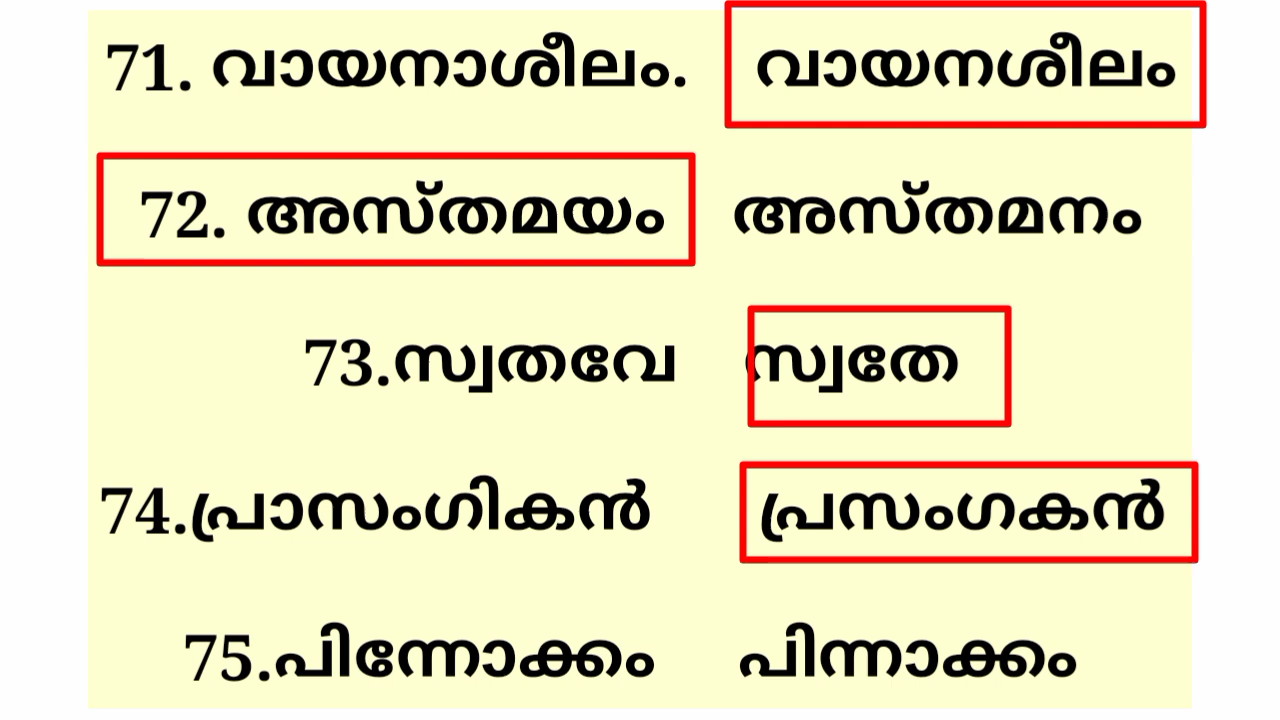 71. വായനാശീലം. വായനശീലം
72. അസ്തമയം അസ്തമനം
73.സ്വതവേ സ്വതേ
74.പ്രാസംഗികൻ പ്രസംഗകൻ
75.പിന്നോക്കം പിന്നാക്കം